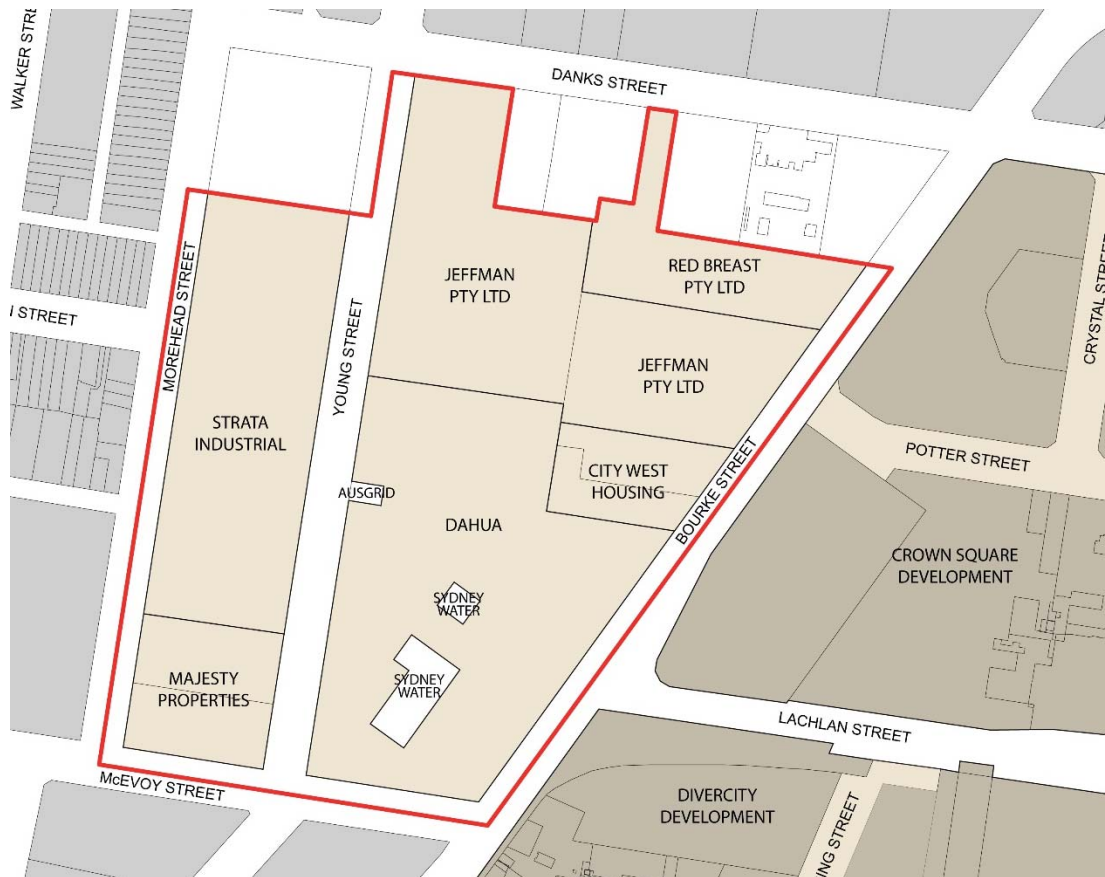 WALKER STRE
DANKS STREET
MOREHEAD STREET
YOUNG STREET
JEFFMAN
PTY LTD
RED BREAST
PTY LTD
CRYSTAL STREET
N STREET
JEFFMAN
PTY LTD
STRATA
INDUSTRIAL
BOURKE STREET
POTTER STREET
CITY WEST
HOUSING
AUSGRID
DAHUA
CROWN SQUARE
DEVELOPMENT
SYDNEY
WATER
MAJESTY
PROPERTIES
SYDNEY
WATER
LACHLAN STREET
McEVOY STREET
DIVERCITY
DEVELOPMENT
ING STREET